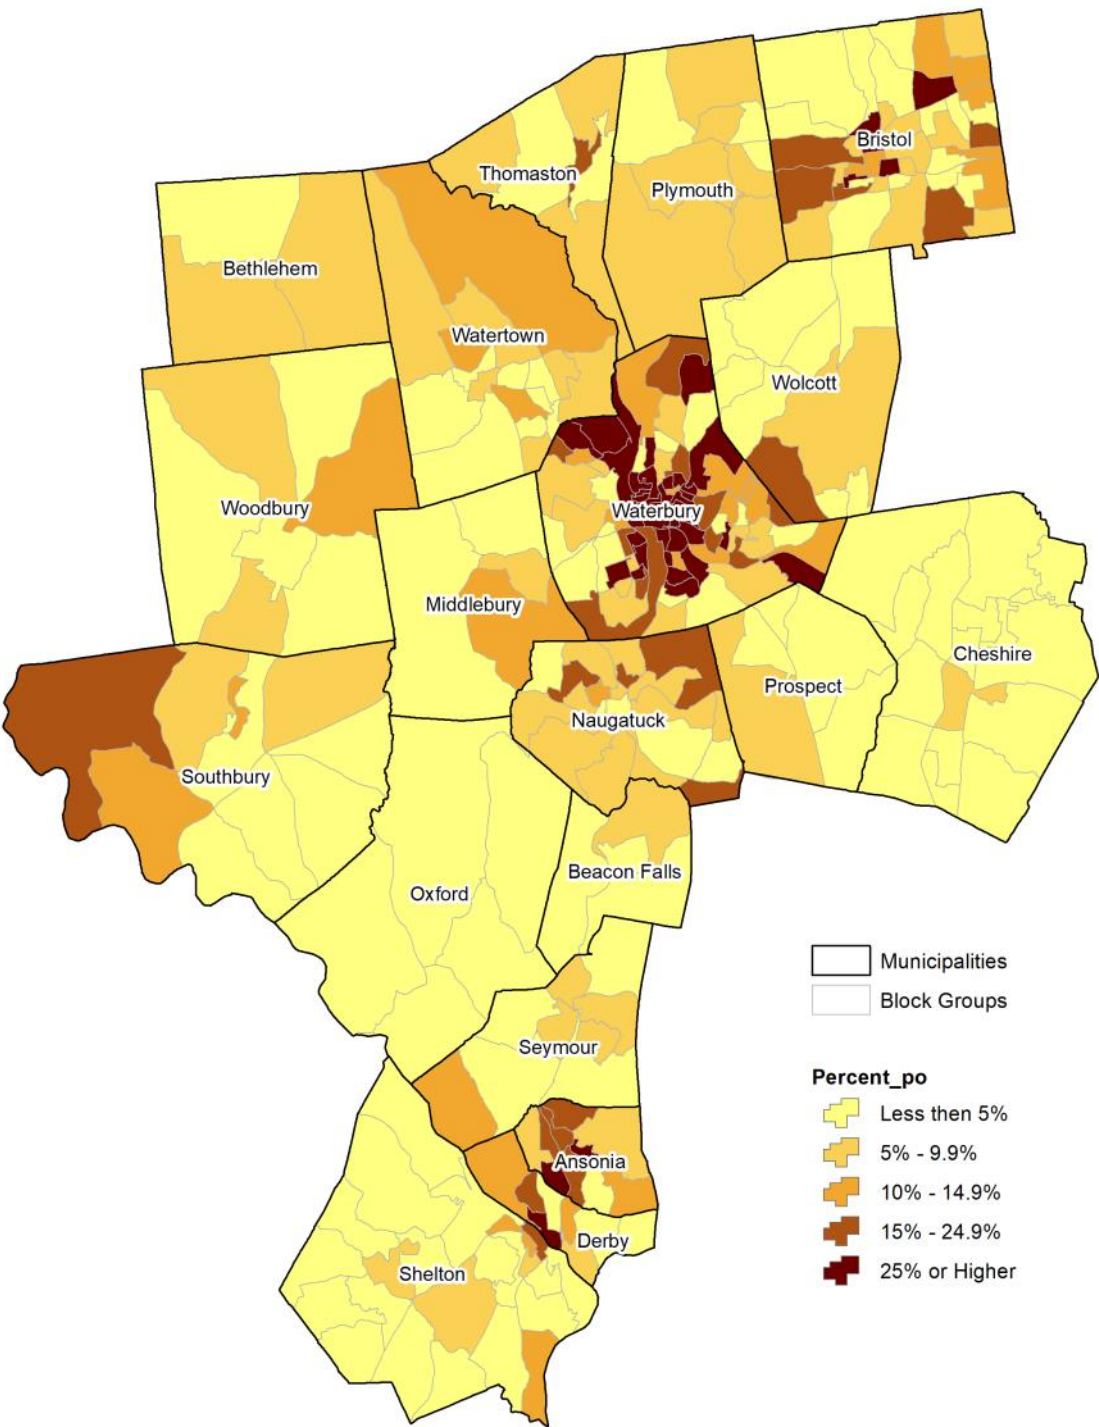 Bristol
Thomaston
Plymouth
Bethlehem
Watertown
Wolcott
Woodbury
Waterbury
Middlebury
Cheshire
Prospect
Naugatuck
Southbury
Beacon Falls
Oxford
Municipalities
Block Groups
Seymour
Percent_po
Less then 5%
5% - 9.9%
Ansonia
10% - 14.9%
15% - 24.9%
Derby
25% or Higher
Shelton